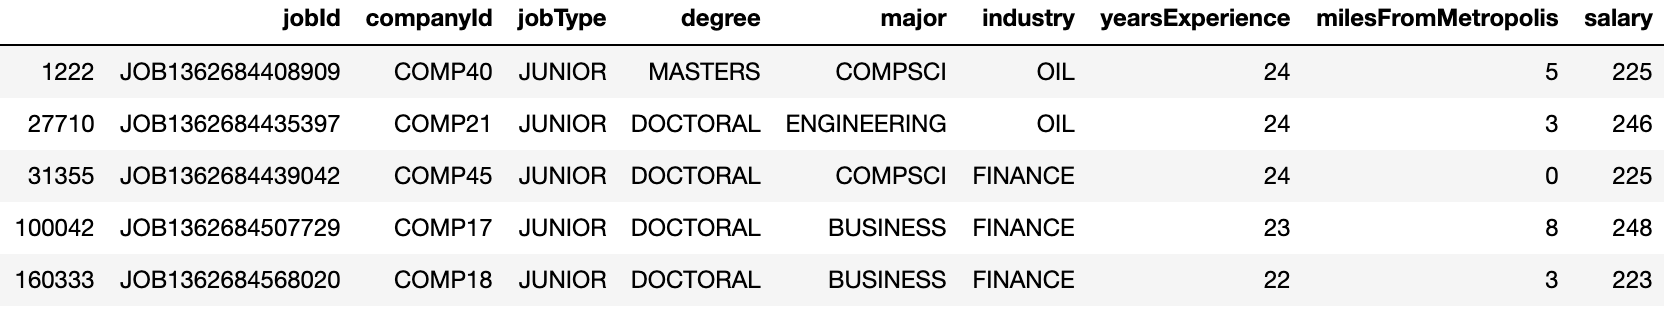 jobId companyId jobType degree major industry yearsExperience milesFromMetropolis salary
1222 JOB1362684408909 COMP40 JUNIOR MASTERS COMPSCI OIL 24 5 225
27710 JOB1362684435397 COMP21 JUNIOR DOCTORAL ENGINEERING OIL 24 3 246
31355 JOB1362684439042 COMP45 JUNIOR DOCTORAL COMPSCI FINANCE 24 0 225
100042 JOB1362684507729 COMP17 JUNIOR DOCTORAL BUSINESS FINANCE 23 8 248
160333 JOB1362684568020 COMP18 JUNIOR DOCTORAL BUSINESS FINANCE 22 3 223